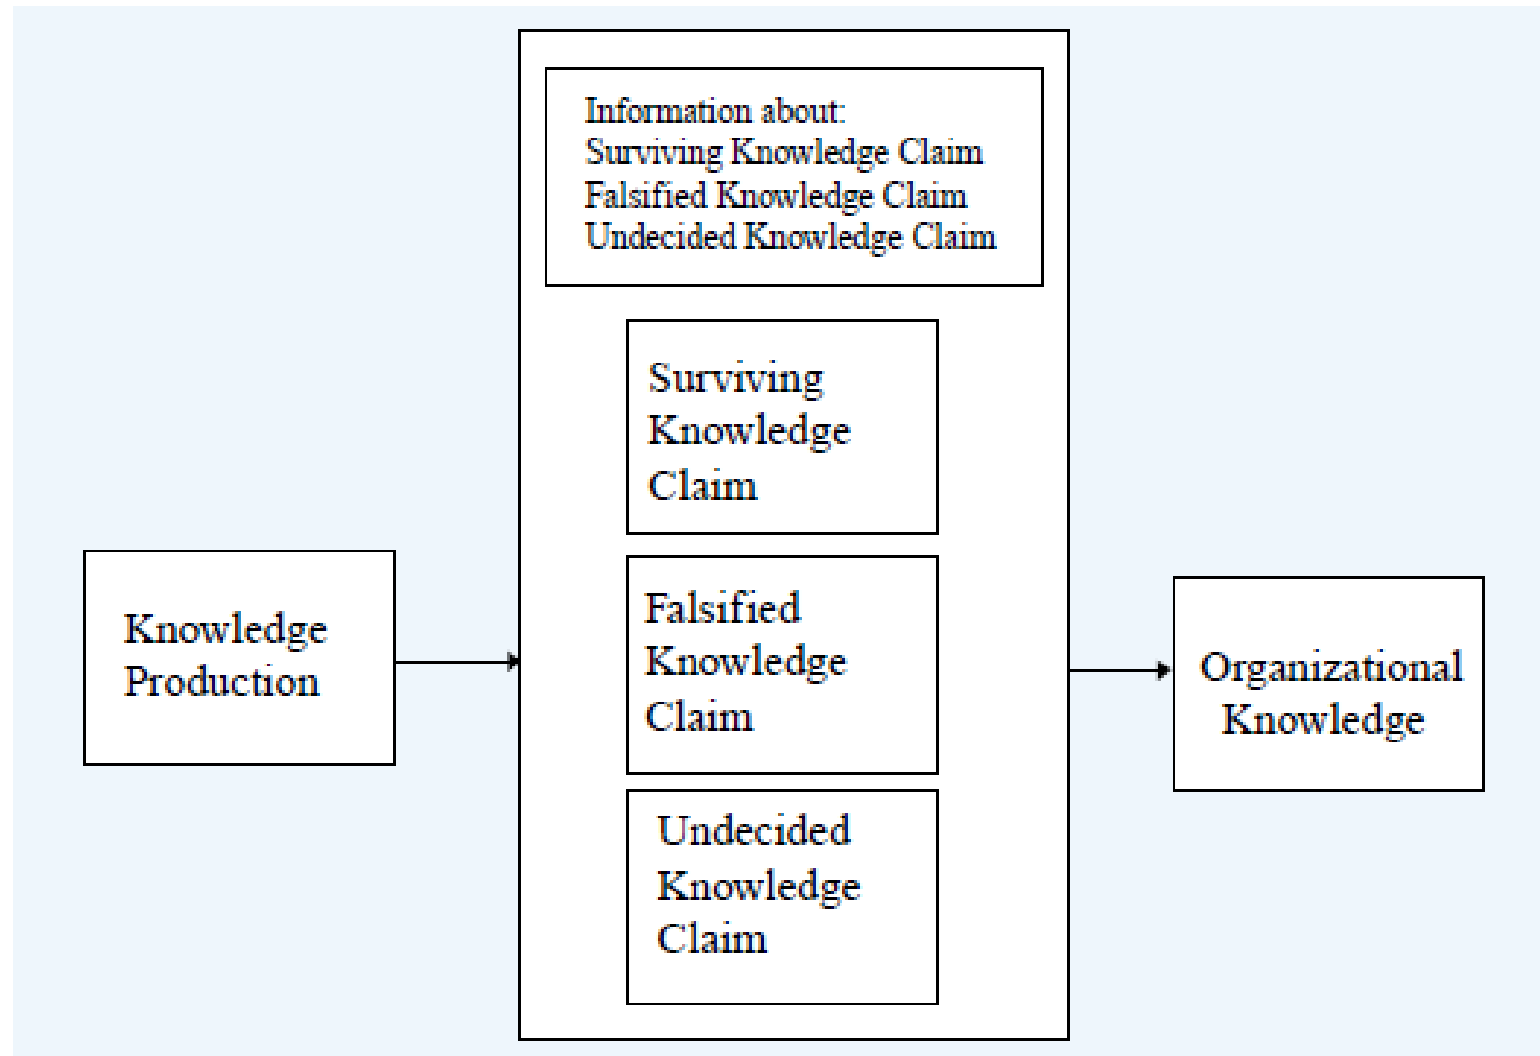 Information about:
Surviving Knowledge Claim
Falsified Knowledge Claim
Undecided Knowledge Claim
Surviving
Knowledge
Claim
Falsified
Knowledge
Claim
Undecided
Knowledge
Claim
Knowledge
Production
Organizational
Knowledge